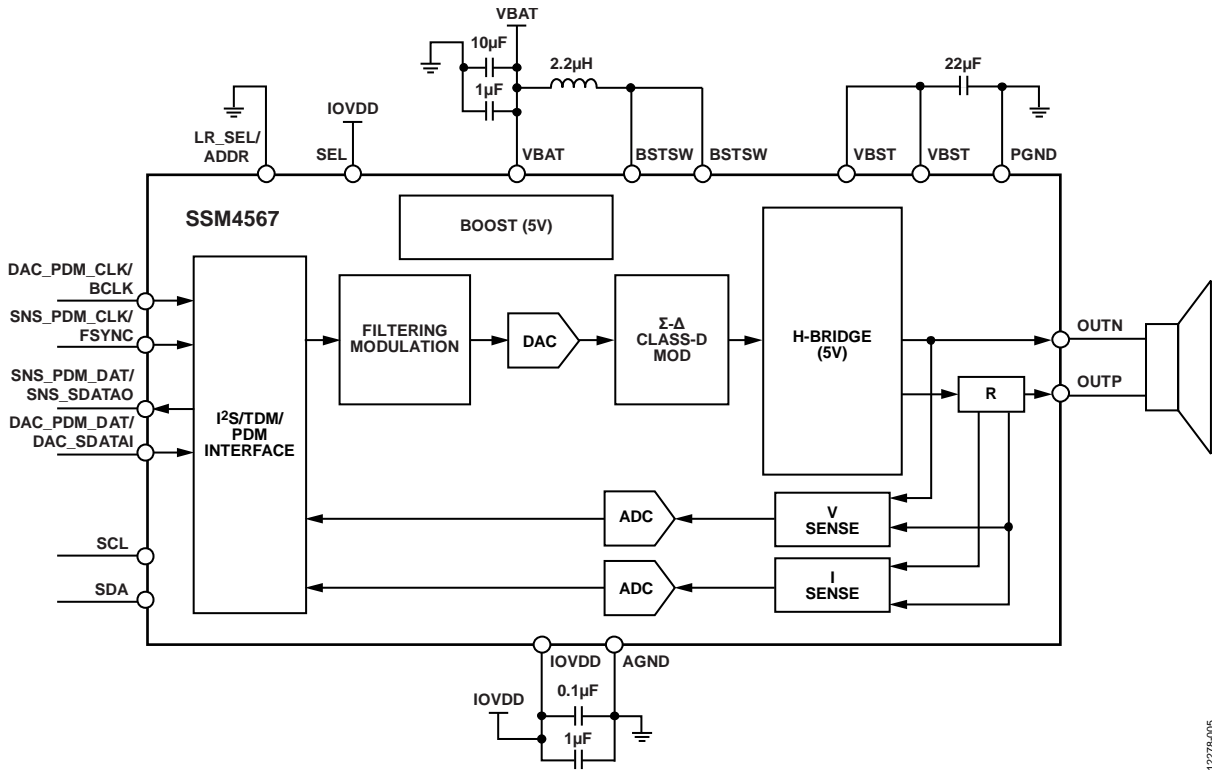 VBAT
10µF
1µF
2.2µH
22µF
LR_SEL/
ADDR
IOVDD
SEL
VBAT
BSTSW
BSTSW
VBST
VBST
PGND
SSM4567
BOOST (5V)
DAC_PDM_CLK/
BCLK
SNS_PDM_CLK/
FSYNC
SNS_PDM_DAT/
SNS_SDATAO
DAC_PDM_DAT/
DAC_SDATAI
SCL
SDA
I²S/TDM/
PDM
INTERFACE
FILTERING
MODULATION
DAC
Σ-Δ
CLASS-D
MOD
H-BRIDGE
(5V)
R
OUTN
OUTP
ADC
V
SENSE
ADC
I
SENSE
IOVDD
AGND
IOVDD
0.1µF
1µF
12278-005